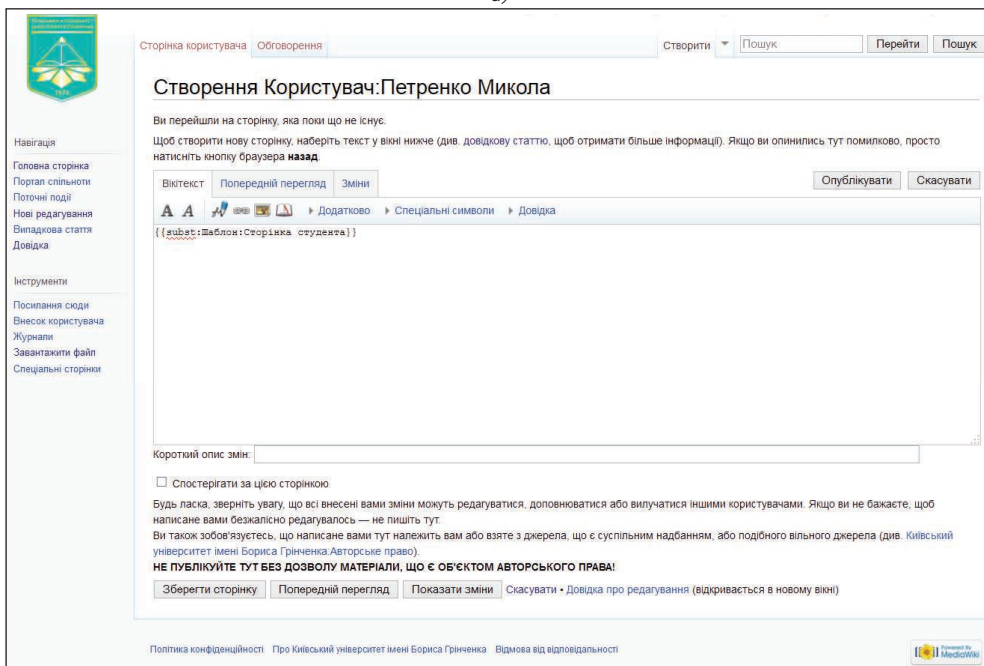 Сторінка користувача Обговорення Створити Пошук Перейти Пошук
Створення Користувач:Петренко Микола
Ви перейшли на сторінку, яка поки що не існує.
Щоб створити нову сторінку, наберіть текст у вікні нижче (див. довідкову статтю, щоб отримати більше інформації). Якщо ви опинились тут помилково, просто
натисніть кнопку браузера назад.
Навігація
Головна сторінка
Портал спільноти
Поточні події
Нові редагування
Випадкова стаття
Довідка
Інструменти
Посилання сюди
Внесок користувача
Журнали
Завантажити файл
Спеціальні сторінки
Вікітекст Попередній перегляд Зміни Опублікувати Скасувати
A A Додатково Спеціальні символи Довідка
{{subst:Шаблон:Сторінка студента}}
Короткий опис змін:
Спостерігати за цією сторінкою
Будь ласка, зверніть увагу, що всі внесені вами зміни можуть редагуватися, доповнюватися або вилучатися іншими користувачами. Якщо ви не бажаєте, щоб
написане вами безжалісно редагувалось — не пишіть тут.
Ви також зобов'язуєтесь, що написане вами тут належить вам або взяте з джерела, що є суспільним надбанням, або подібного вільного джерела (див. Київський
університет імені Бориса Грінченка:Авторське право).
НЕ ПУБЛІКУЙТЕ ТУТ БЕЗ ДОЗВОЛУ МАТЕРІАЛИ, ЩО Є ОБ'ЄКТОМ АВТОРСЬКОГО ПРАВА!
Зберегти сторінку Попередній перегляд Показати зміни Скасувати • Довідка про редагування (відкривається в новому вікні)
Політика конфіденційності Про Київський університет імені Бориса Грінченка Відмова від відповідальності
Powered By
MediaWiki